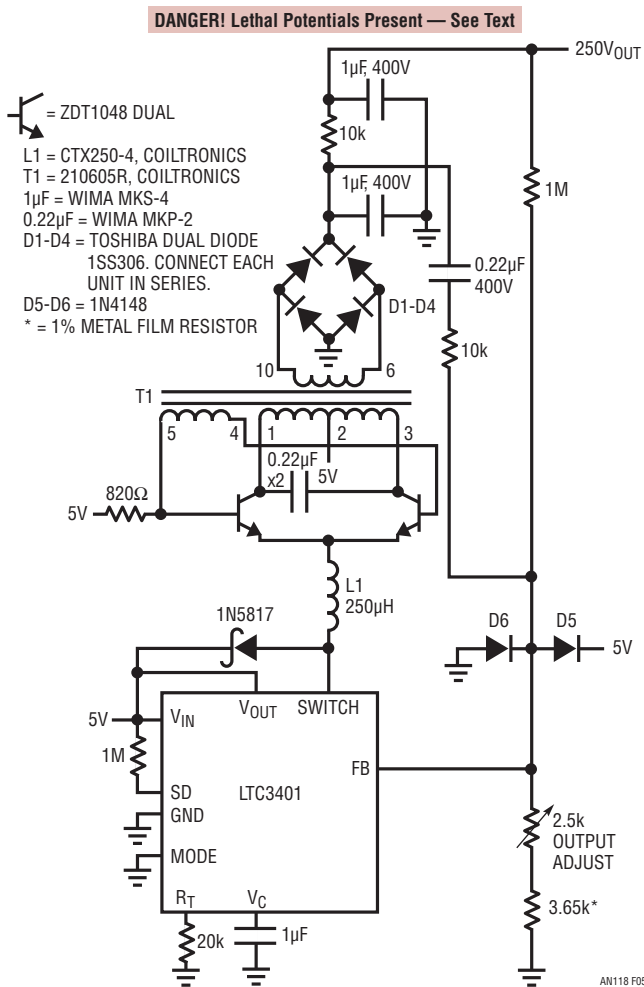 DANGER! Lethal Potentials Present — See Text
250VOUT
1µF, 400V
= ZDT1048 DUAL
10k
L1 = CTX250-4, COILTRONICS
T1 = 210605R, COILTRONICS
1µF = WIMA MKS-4
0.22µF = WIMA MKP-2
D1-D4 = TOSHIBA DUAL DIODE
1SS306. CONNECT EACH
UNIT IN SERIES.
D5-D6 = 1N4148
* = 1% METAL FILM RESISTOR
1µF, 400V
1M
0.22µF
400V
D1-D4
10k
10
6
T1
5
4
1
2
3
0.22µF
x2
5V
820Ω
5V
L1
250µH
1N5817
D6
D5
5V
5V
VIN
VOUT
SWITCH
1M
FB
SD
LTC3401
GND
MODE
2.5k
OUTPUT
ADJUST
RT
VC
3.65k*
20k
1µF
AN118 F05